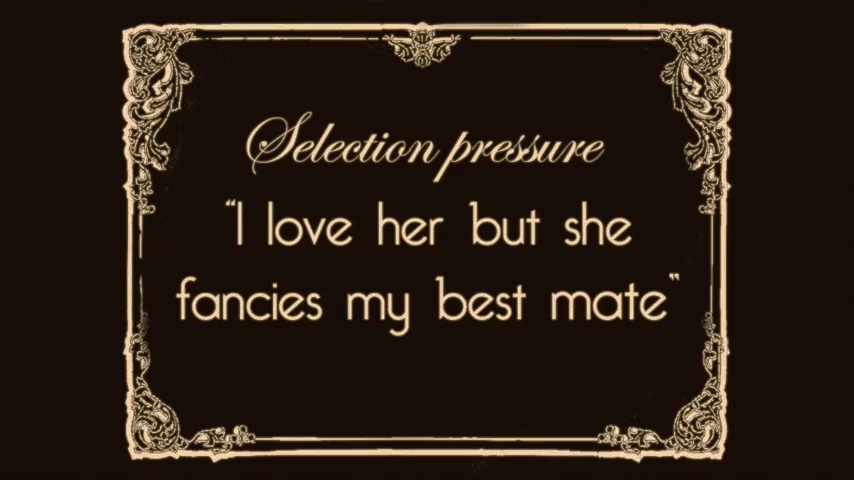 Selection pressure
“I love her but she
fancies my best mate”